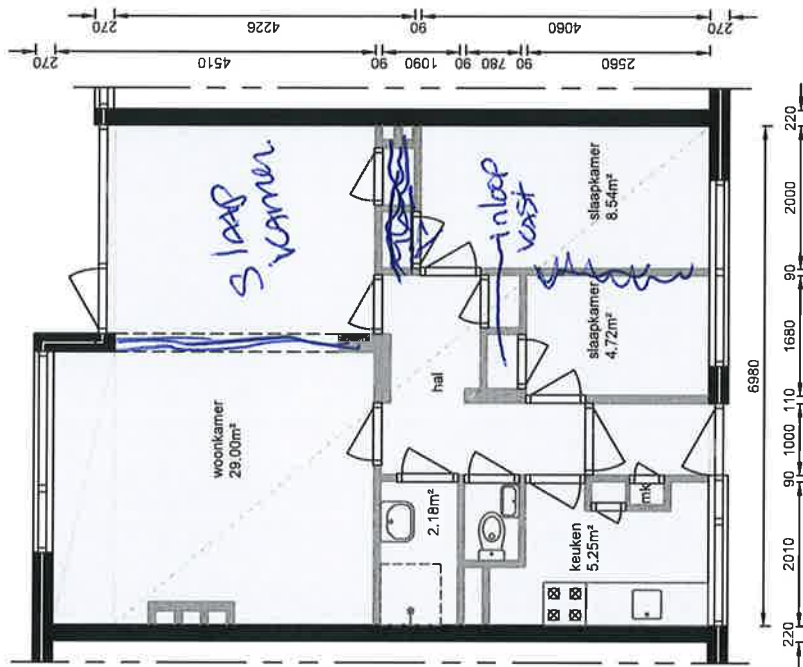 270 4226 90 4060 270
270 4510 90 1090 90 780 90 2560
slaap
kamer
inloop
kast
slaapkamer
8.54m²
slaapkamer
4.72m²
woonkamer
29.00m²
hal
2.18m²
keuken
5.25m²
mk
220 2000 90 1680 110 1000 90 2010 220
6980